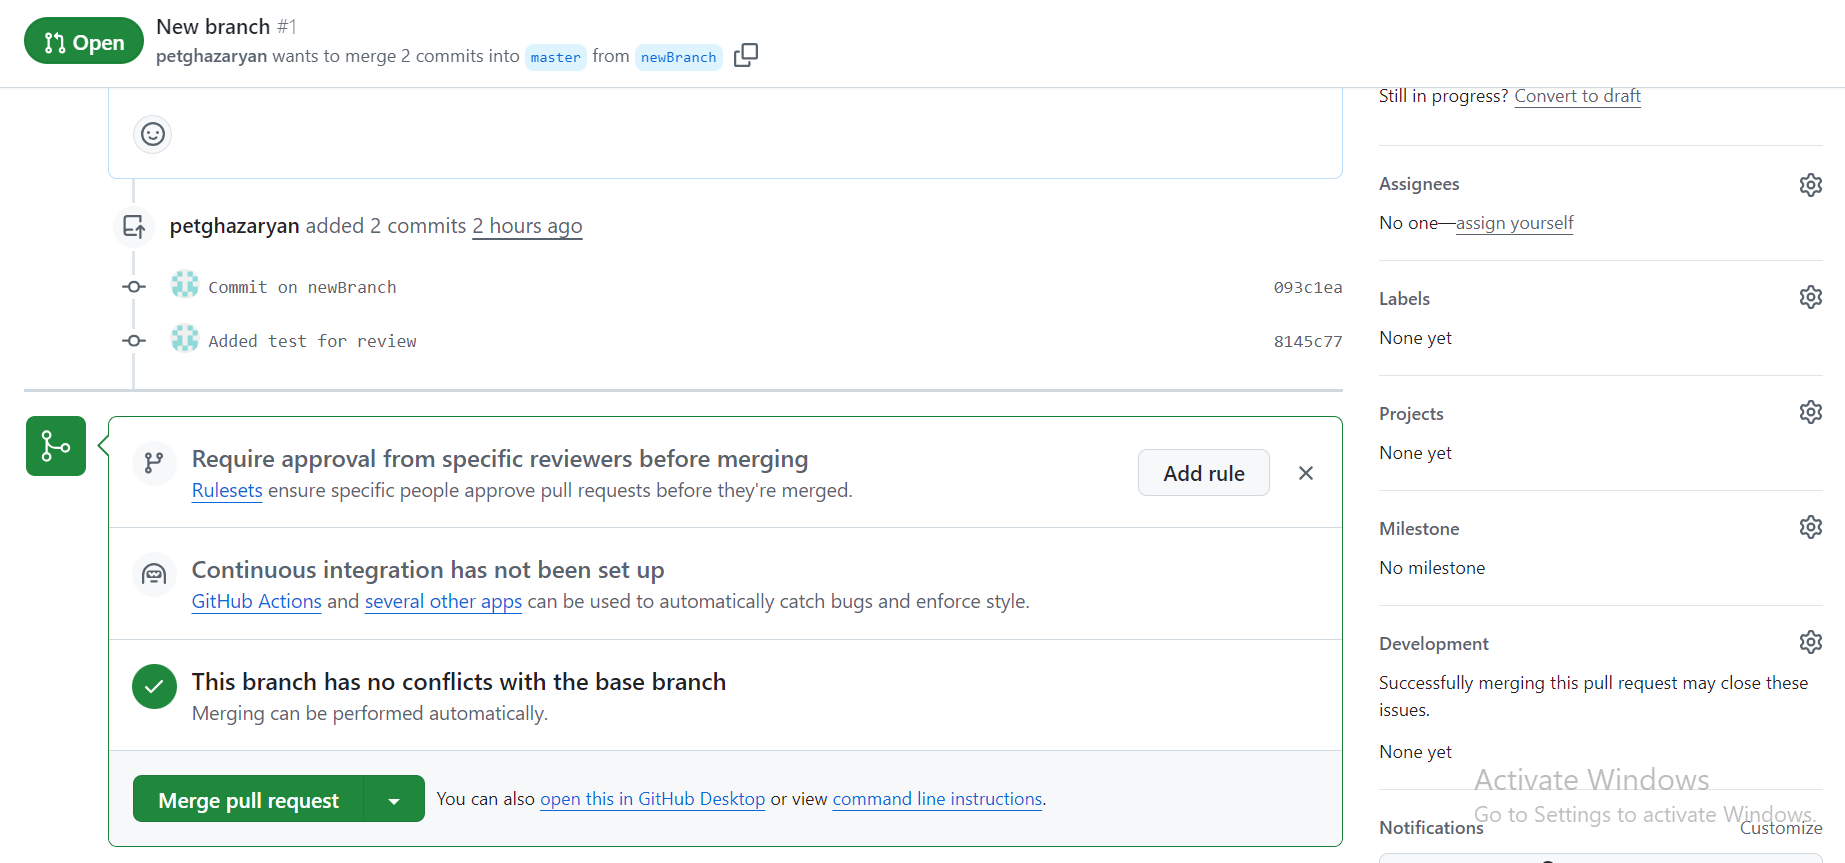 Open
New branch #1
petghazaryan wants to merge 2 commits into master from newBranch
petghazaryan added 2 commits 2 hours ago
Commit on newBranch 093c1ea
Added test for review 8145c77
Require approval from specific reviewers before merging
Rulesets ensure specific people approve pull requests before they're merged.
Add rule
Continuous integration has not been set up
GitHub Actions and several other apps can be used to automatically catch bugs and enforce style.
This branch has no conflicts with the base branch
Merging can be performed automatically.
Merge pull request
You can also open this in GitHub Desktop or view command line instructions.
Still in progress? Convert to draft
Assignees
No one—assign yourself
Labels
None yet
Projects
None yet
Milestone
No milestone
Development
Successfully merging this pull request may close these
issues.
None yet
Activate Windows
Go to Settings to activate Windows.
Notifications
Customize